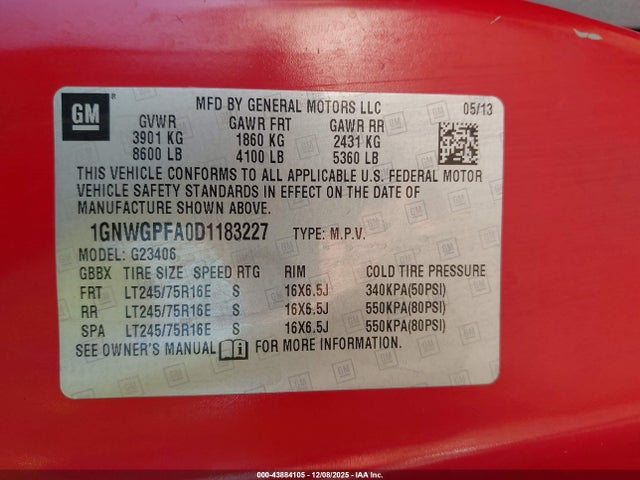 GM ®
MFD BY GENERAL MOTORS LLC 05/13
GVWR GAWR FRT GAWR RR
3901 KG 1860 KG 2431 KG
8600 LB 4100 LB 5360 LB
THIS VEHICLE CONFORMS TO ALL APPLICABLE U.S. FEDERAL MOTOR
VEHICLE SAFETY STANDARDS IN EFFECT ON THE DATE OF
MANUFACTURE SHOWN ABOVE.
1GNWGPFA0D1183227 TYPE: M.P.V.
MODEL: G23406
GBBX TIRE SIZE SPEED RTG RIM COLD TIRE PRESSURE
FRT LT245/75R16E S 16X6.5J 340KPA(50PSI)
RR LT245/75R16E S 16X6.5J 550KPA(80PSI)
SPA LT245/75R16E S 16X6.5J 550KPA(80PSI)
SEE OWNER'S MANUAL FOR MORE INFORMATION.
000-43884105 - 12/08/2025 - IAA Inc.